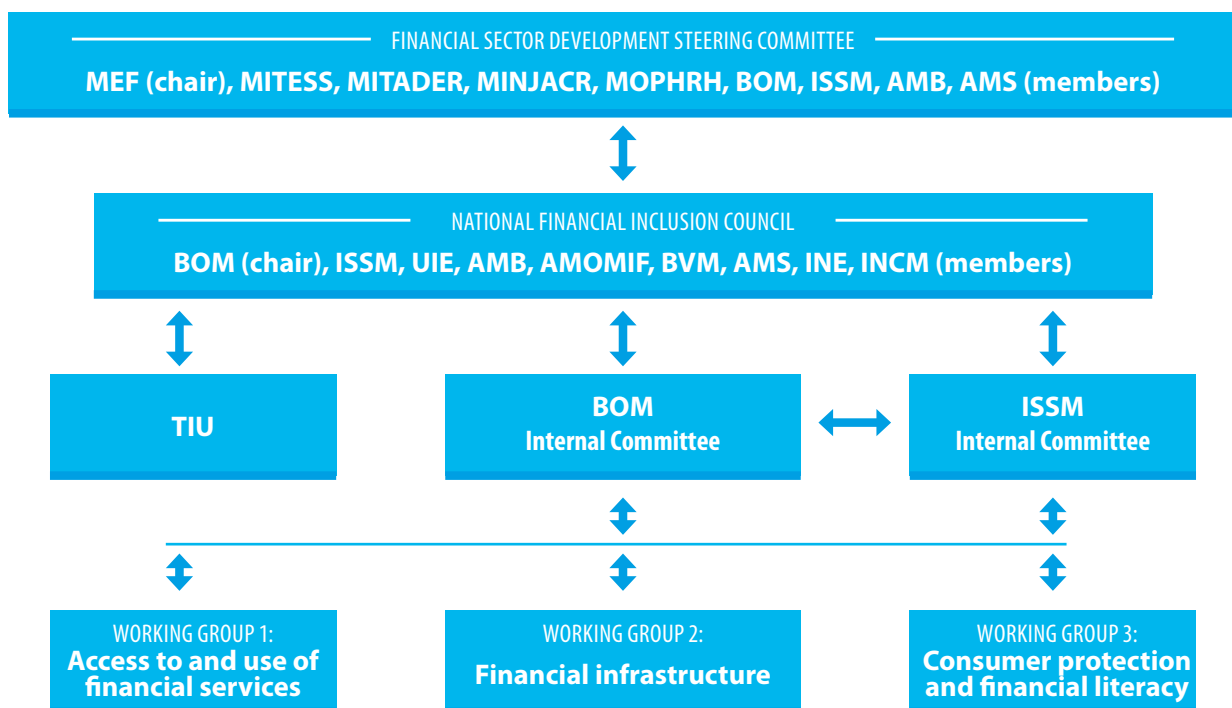 FINANCIAL SECTOR DEVELOPMENT STEERING COMMITTEE
MEF (chair), MITESS, MITADER, MINJACR, MOPHRH, BOM, ISSM, AMB, AMS (members)
NATIONAL FINANCIAL INCLUSION COUNCIL
BOM (chair), ISSM, UIE, AMB, AMOMIF, BVM, AMS, INE, INCM (members)
TIU
BOM
Internal Committee
ISSM
Internal Committee
WORKING GROUP 1:
Access to and use of
financial services
WORKING GROUP 2:
Financial infrastructure
WORKING GROUP 3:
Consumer protection
and financial literacy